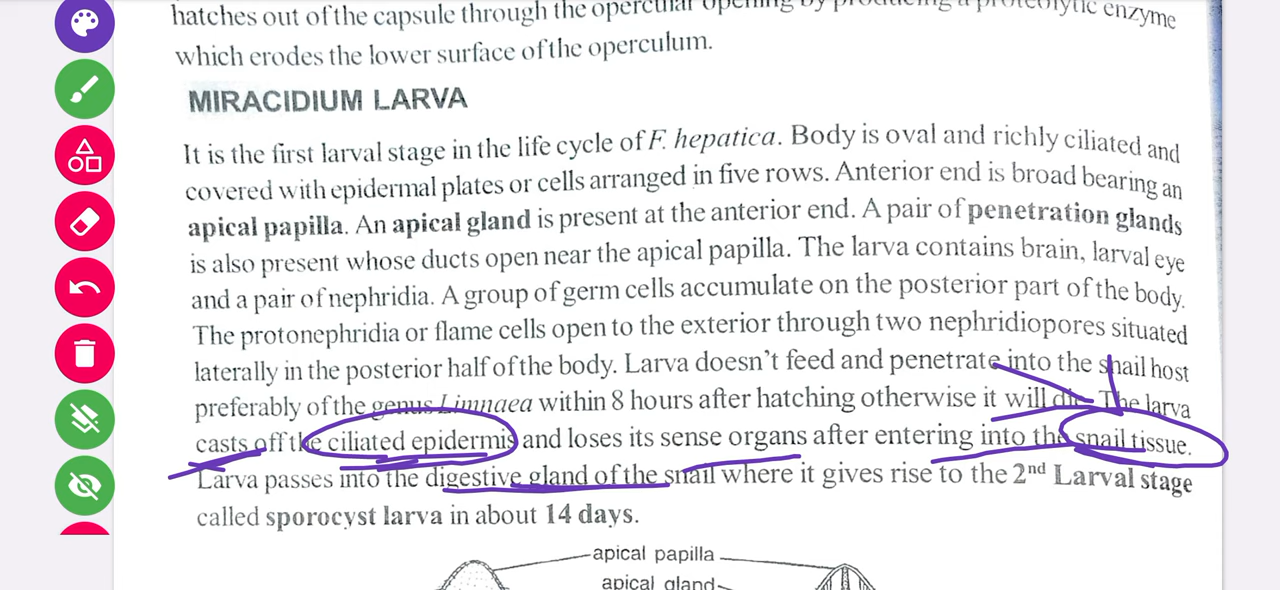 hatches out of the capsule through the opercular opening by producing a proteolytic enzyme
which erodes the lower surface of the operculum.
MIRACIDIUM LARVA
It is the first larval stage in the life cycle of F. hepatica. Body is oval and richly ciliated and
covered with epidermal plates or cells arranged in five rows. Anterior end is broad bearing an
apical papilla. An apical gland is present at the anterior end. A pair of penetration glands
is also present whose ducts open near the apical papilla. The larva contains brain, larval eye
and a pair of nephridia. A group of germ cells accumulate on the posterior part of the body.
The protonephridia or flame cells open to the exterior through two nephridiopores situated
laterally in the posterior half of the body. Larva doesn't feed and penetrate into the snail host
preferably of the genus Limnaea within 8 hours after hatching otherwise it will die. The larva
casts off the ciliated epidermis and loses its sense organs after entering into the snail tissue.
Larva passes into the digestive gland of the snail where it gives rise to the 2nd Larval stage
called sporocyst larva in about 14 days.
apical papilla
apical gland